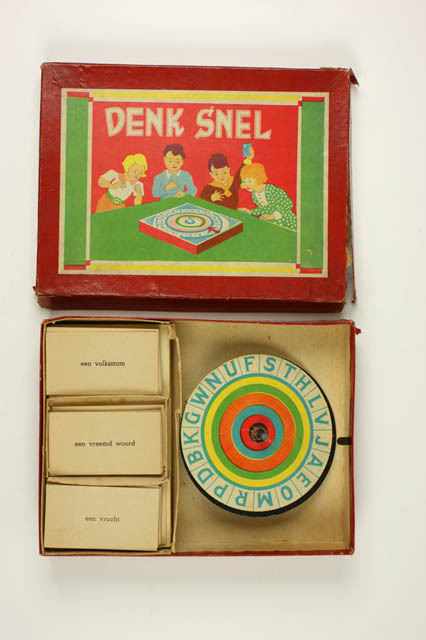 DENK SNEL
een volksstam
een vreemd woord
een vrucht
K G W N U F S T H L V J A E O M R P D B